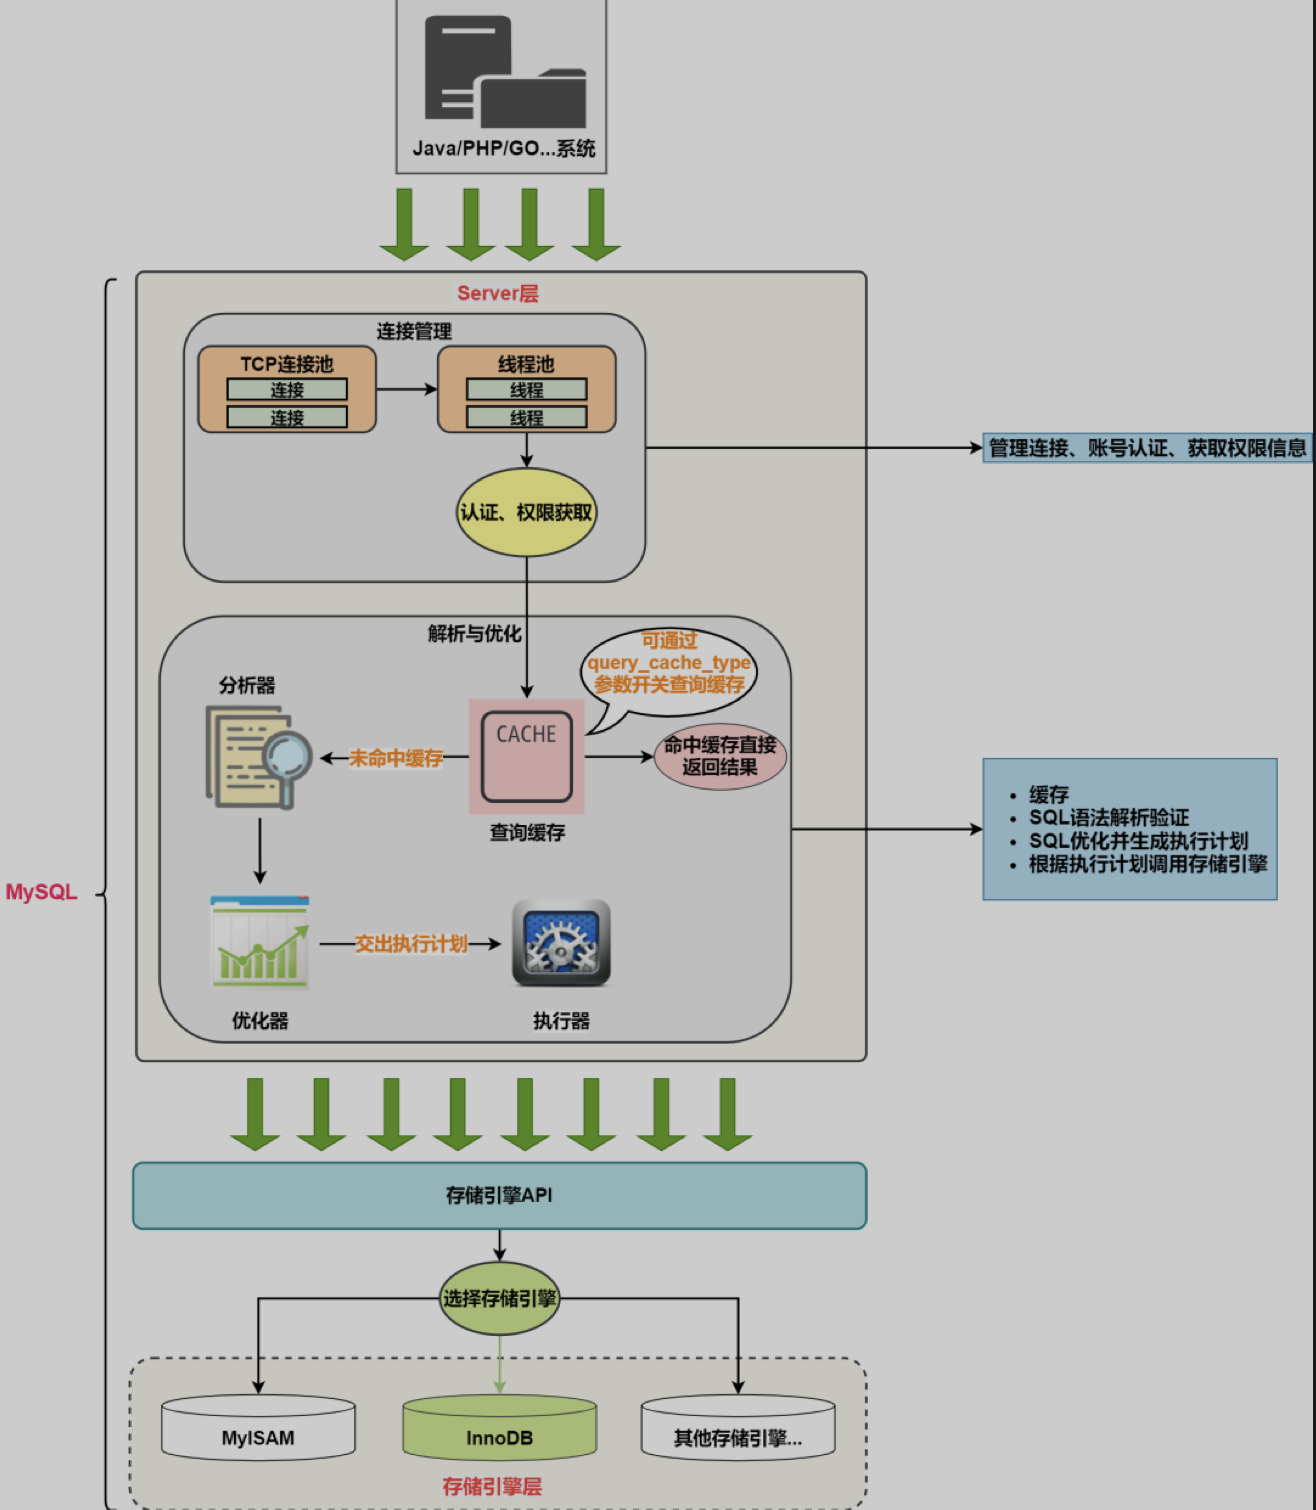 Java/PHP/GO...系统
Server层
连接管理
TCP连接池
连接
连接
线程池
线程
线程
认证、权限获取
管理连接、账号认证、获取权限信息
解析与优化
可通过
query_cache_type
参数开关查询缓存
分析器
未命中缓存
CACHE
命中缓存直接
返回结果
查询缓存
缓存
SQL语法解析验证
SQL优化并生成执行计划
根据执行计划调用存储引擎
MySQL
交出执行计划
优化器
执行器
存储引擎API
选择存储引擎
MyISAM
InnoDB
其他存储引擎...
存储引擎层